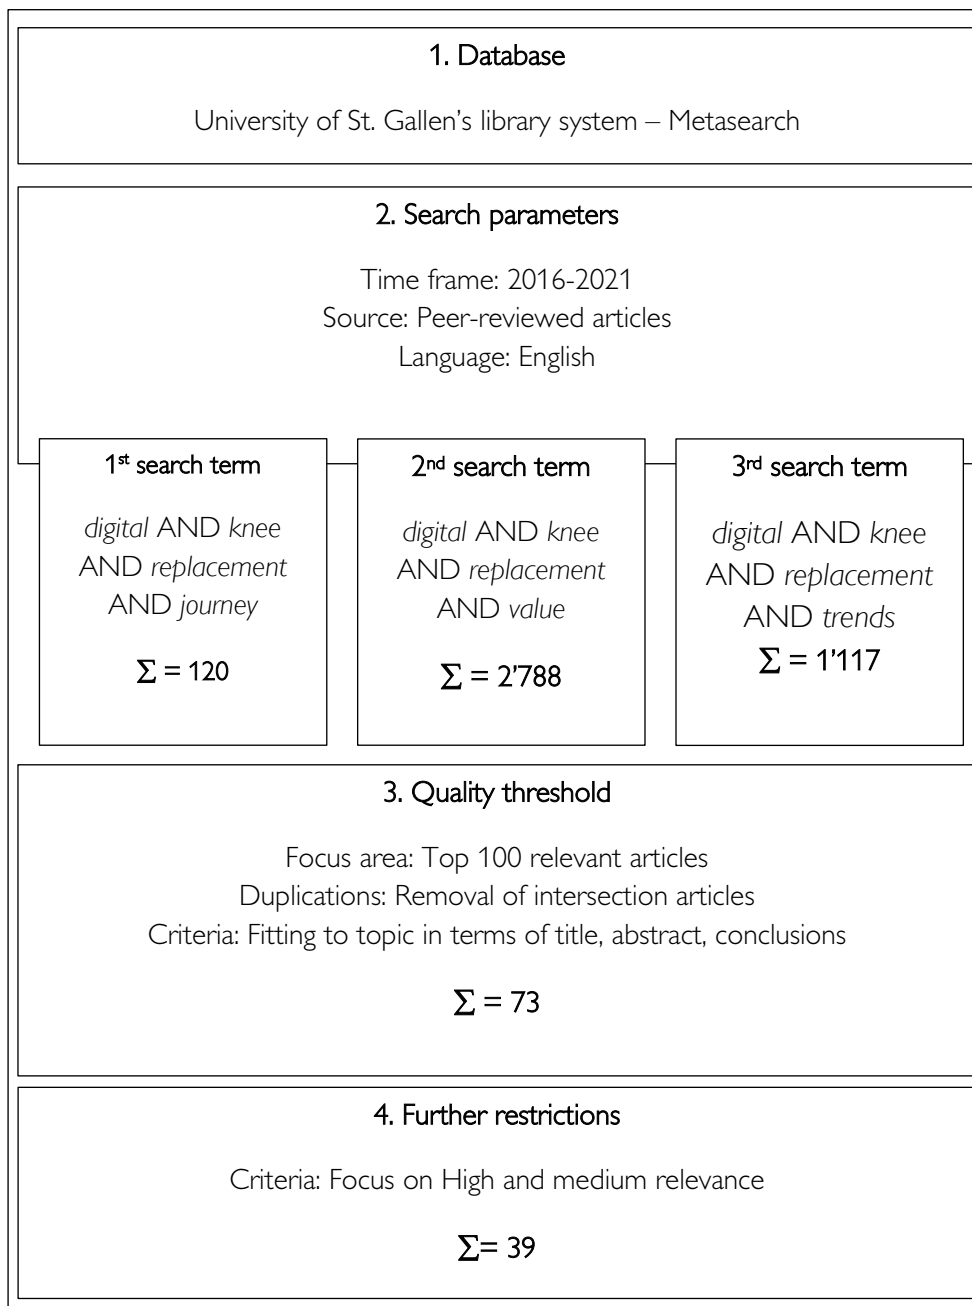 1. Database
University of St. Gallen's library system – Metasearch
2. Search parameters
Time frame: 2016-2021
Source: Peer-reviewed articles
Language: English
1st search term
digital AND knee
AND replacement
AND journey
Σ = 120
2nd search term
digital AND knee
AND replacement
AND value
Σ = 2'788
3rd search term
digital AND knee
AND replacement
AND trends
Σ = 1'117
3. Quality threshold
Focus area: Top 100 relevant articles
Duplications: Removal of intersection articles
Criteria: Fitting to topic in terms of title, abstract, conclusions
Σ = 73
4. Further restrictions
Criteria: Focus on High and medium relevance
Σ= 39